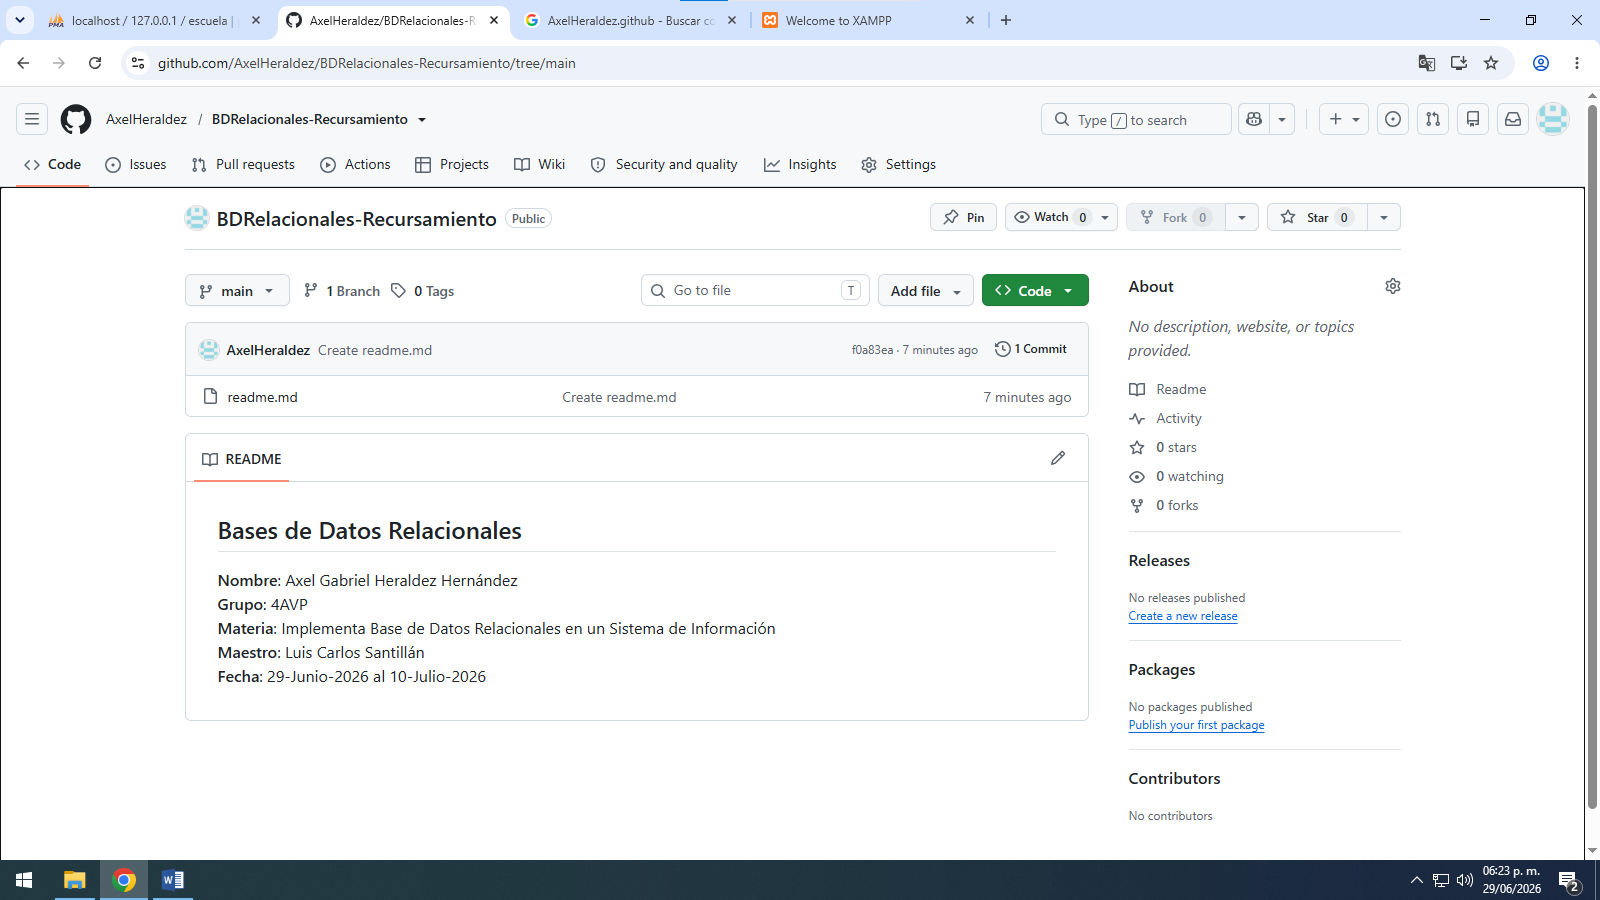 localhost / 127.0.0.1 / escuela |
AxelHeraldez/BDRelacionales-R
AxelHeraldez.github - Buscar co
Welcome to XAMPP
github.com/AxelHeraldez/BDRelacionales-Recursamiento/tree/main
AxelHeraldez / BDRelacionales-Recursamiento
Type / to search
Code
Issues
Pull requests
Actions
Projects
Wiki
Security and quality
Insights
Settings
BDRelacionales-Recursamiento Public
Pin
Watch 0
Fork 0
Star 0
main
1 Branch
0 Tags
Go to file T
Add file
Code
AxelHeraldez Create readme.md
f0a83ea · 7 minutes ago
1 Commit
readme.md
Create readme.md
7 minutes ago
README
Bases de Datos Relacionales
Nombre: Axel Gabriel Heraldez Hernández
Grupo: 4AVP
Materia: Implementa Base de Datos Relacionales en un Sistema de Información
Maestro: Luis Carlos Santillán
Fecha: 29-Junio-2026 al 10-Julio-2026
About
No description, website, or topics
provided.
Readme
Activity
0 stars
0 watching
0 forks
Releases
No releases published
Create a new release
Packages
No packages published
Publish your first package
Contributors
No contributors
06:23 p. m.
29/06/2026
2